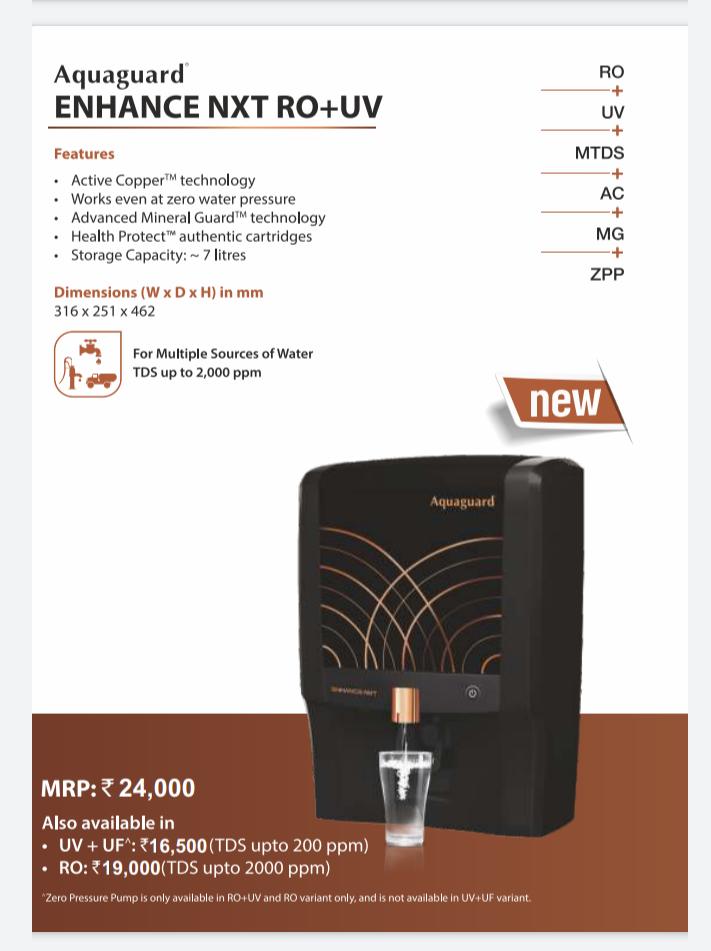 Aquaguard°
ENHANCE NXT RO+UV
Features
• Active Copper™ technology
• Works even at zero water pressure
• Advanced Mineral Guard™ technology
• Health Protect™ authentic cartridges
• Storage Capacity: ~ 7 litres
Dimensions (W x D x H) in mm
316 x 251 x 462
For Multiple Sources of Water
TDS up to 2,000 ppm
RO
+
UV
+
MTDS
+
AC
+
MG
+
ZPP
new
Aquaguard
ENHANCE NXT
MRP: ₹ 24,000
Also available in
• UV + UF^: ₹16,500 (TDS upto 200 ppm)
• RO: ₹19,000(TDS upto 2000 ppm)
^Zero Pressure Pump is only available in RO+UV and RO variant only, and is not available in UV+UF variant.